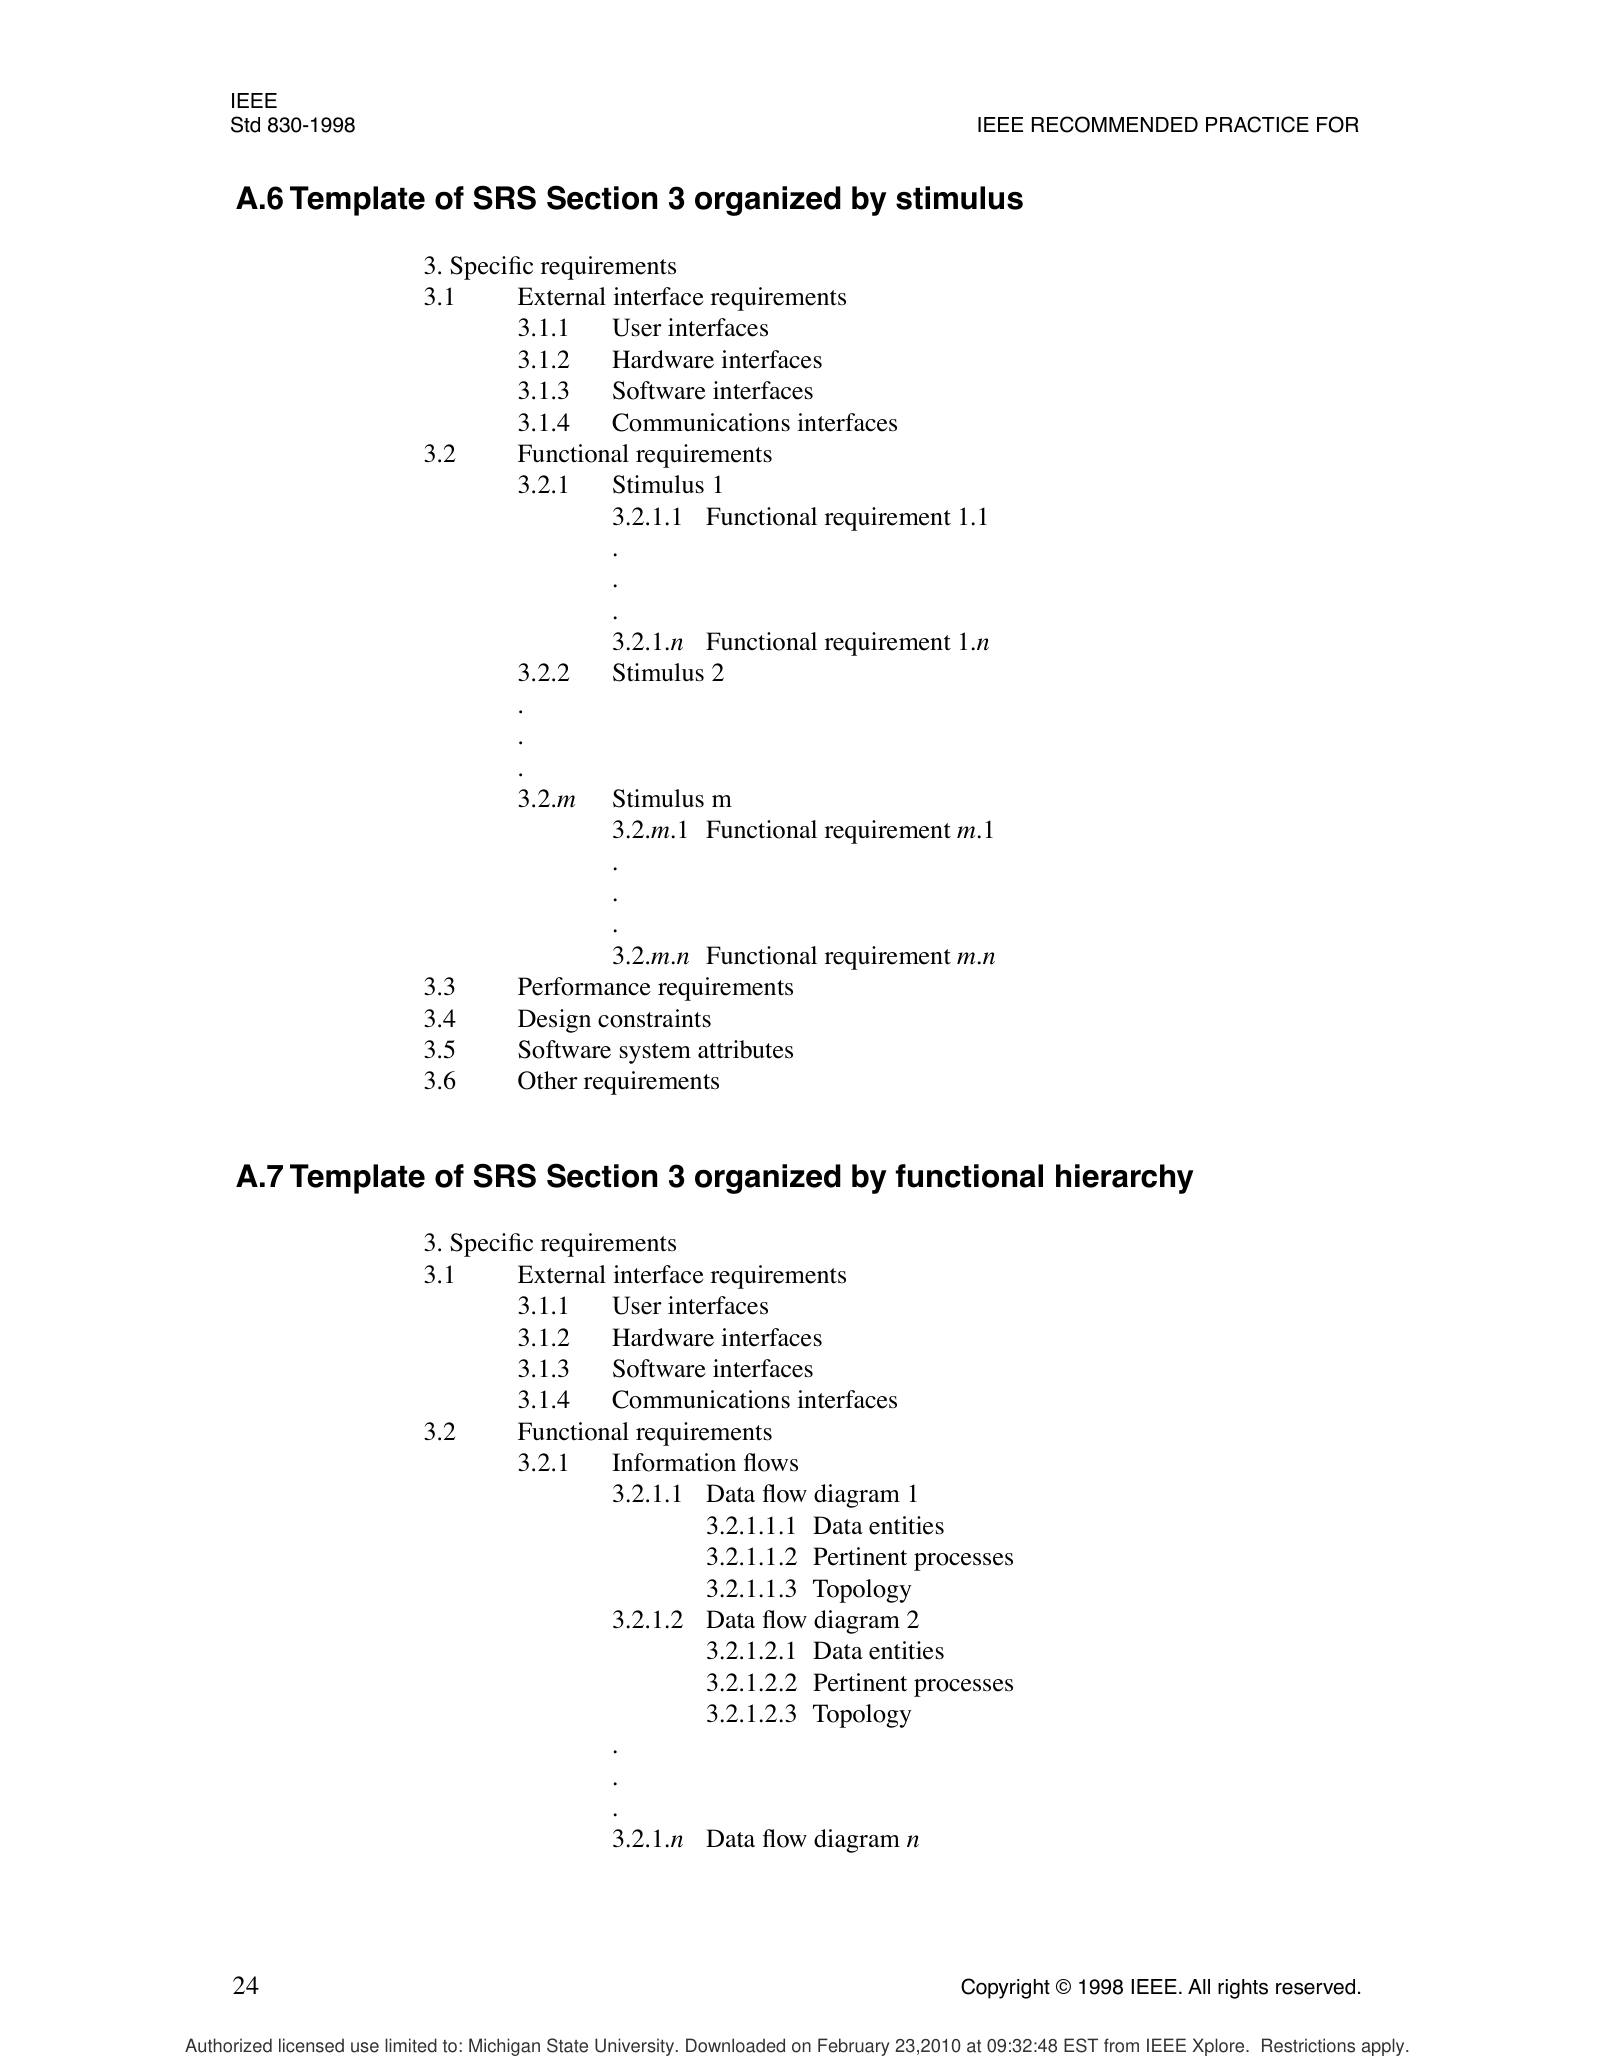 IEEE
Std 830-1998
IEEE RECOMMENDED PRACTICE FOR
A.6 Template of SRS Section 3 organized by stimulus
3. Specific requirements
3.1 External interface requirements
3.1.1 User interfaces
3.1.2 Hardware interfaces
3.1.3 Software interfaces
3.1.4 Communications interfaces
3.2 Functional requirements
3.2.1 Stimulus 1
3.2.1.1 Functional requirement 1.1
.
.
.
3.2.1.n Functional requirement 1.n
3.2.2 Stimulus 2
.
.
.
3.2.m Stimulus m
3.2.m.1 Functional requirement m.1
.
.
.
3.2.m.n Functional requirement m.n
3.3 Performance requirements
3.4 Design constraints
3.5 Software system attributes
3.6 Other requirements
A.7 Template of SRS Section 3 organized by functional hierarchy
3. Specific requirements
3.1 External interface requirements
3.1.1 User interfaces
3.1.2 Hardware interfaces
3.1.3 Software interfaces
3.1.4 Communications interfaces
3.2 Functional requirements
3.2.1 Information flows
3.2.1.1 Data flow diagram 1
3.2.1.1.1 Data entities
3.2.1.1.2 Pertinent processes
3.2.1.1.3 Topology
3.2.1.2 Data flow diagram 2
3.2.1.2.1 Data entities
3.2.1.2.2 Pertinent processes
3.2.1.2.3 Topology
.
.
.
3.2.1.n Data flow diagram n
24
Copyright © 1998 IEEE. All rights reserved.
Authorized licensed use limited to: Michigan State University. Downloaded on February 23,2010 at 09:32:48 EST from IEEE Xplore. Restrictions apply.